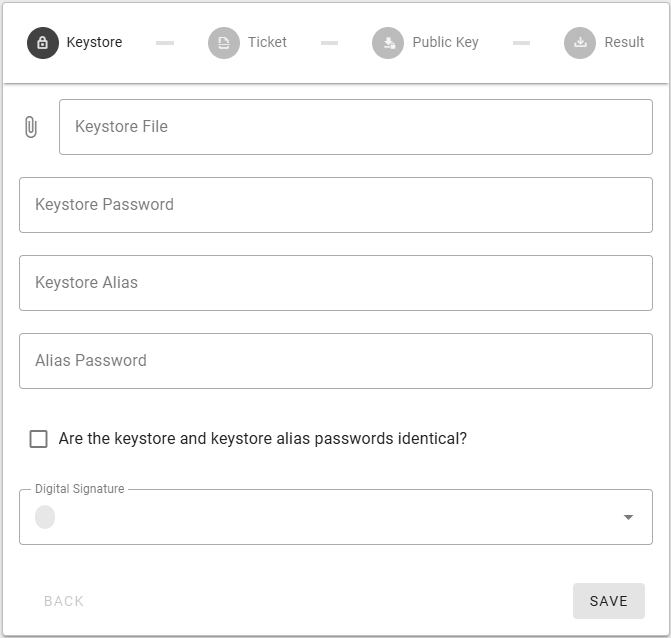 Keystore Ticket Public Key Result
Keystore File
Keystore Password
Keystore Alias
Alias Password
Are the keystore and keystore alias passwords identical?
Digital Signature
BACK SAVE